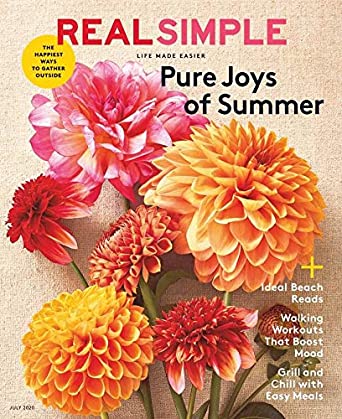 REAL SIMPLE
LIFE MADE EASIER
THE
HAPPIEST
WAYS
TO GATHER
OUTSIDE
Pure Joys
of Summer
+
Ideal Beach
Reads
Walking
Workouts
That Boost
Mood
Grill and
Chill with
Easy Meals
JULY 2020